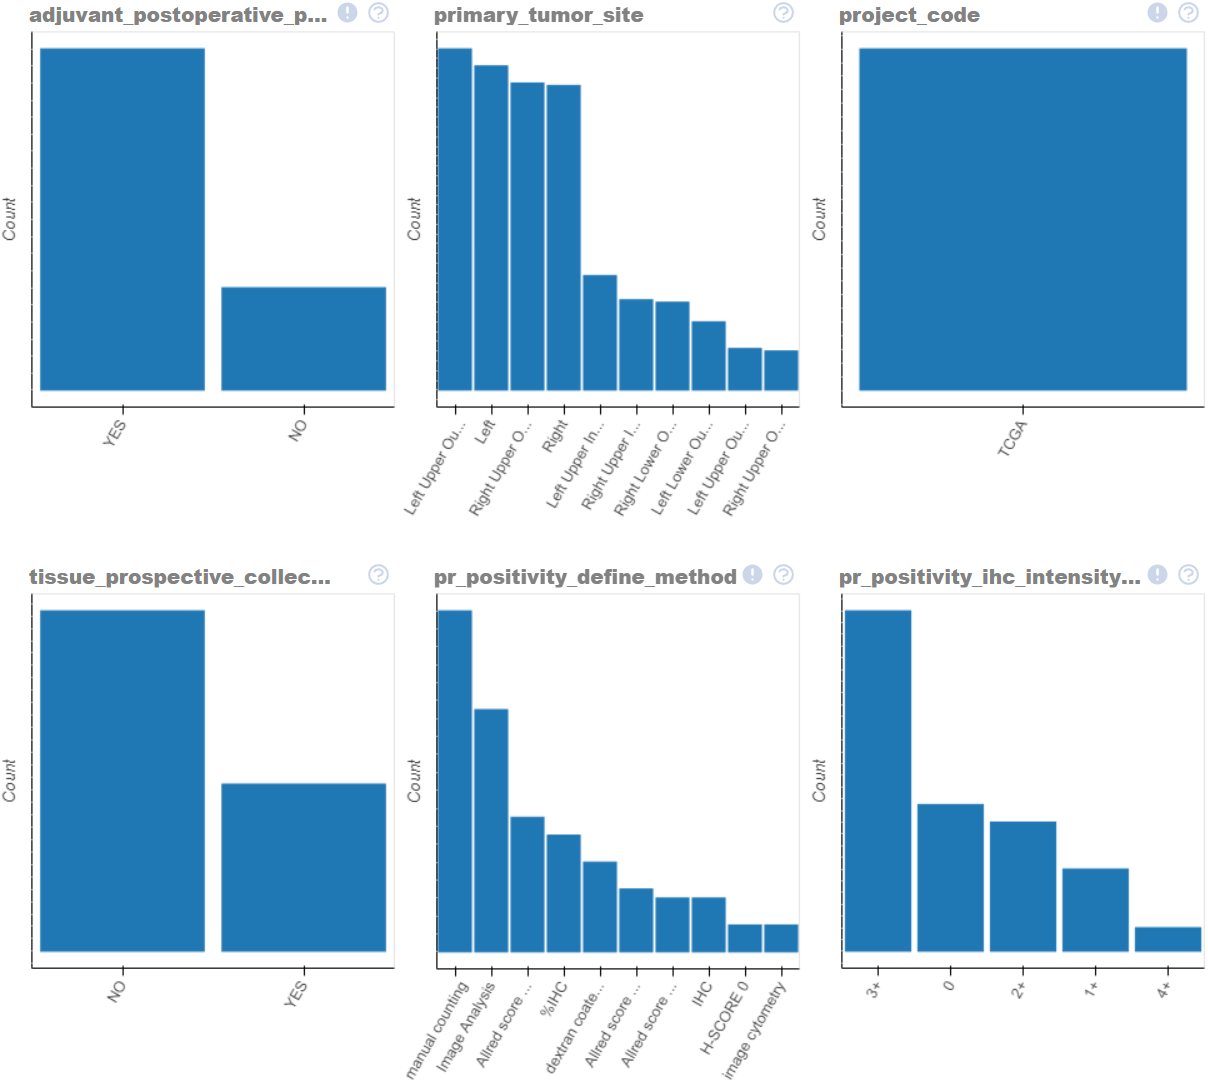 adjuvant_postoperative_p...
primary_tumor_site
project_code
Count
Count
Count
YES
NO
Left Upper Ou...
Left
Right Upper O...
Right
Left Upper In...
Right Upper I...
Right Lower O...
Left Lower Ou...
Left Upper Ou...
Right Upper O...
TCGA
tissue_prospective_collec...
pr_positivity_define_method
pr_positivity_ihc_intensity...
Count
Count
Count
NO
YES
manual counting
Image Analysis
Allred score ...
%IHC
dextran coate...
Allred score ...
Allred score ...
IHC
H-SCORE 0
image cytometry
3+
0
2+
1+
4+